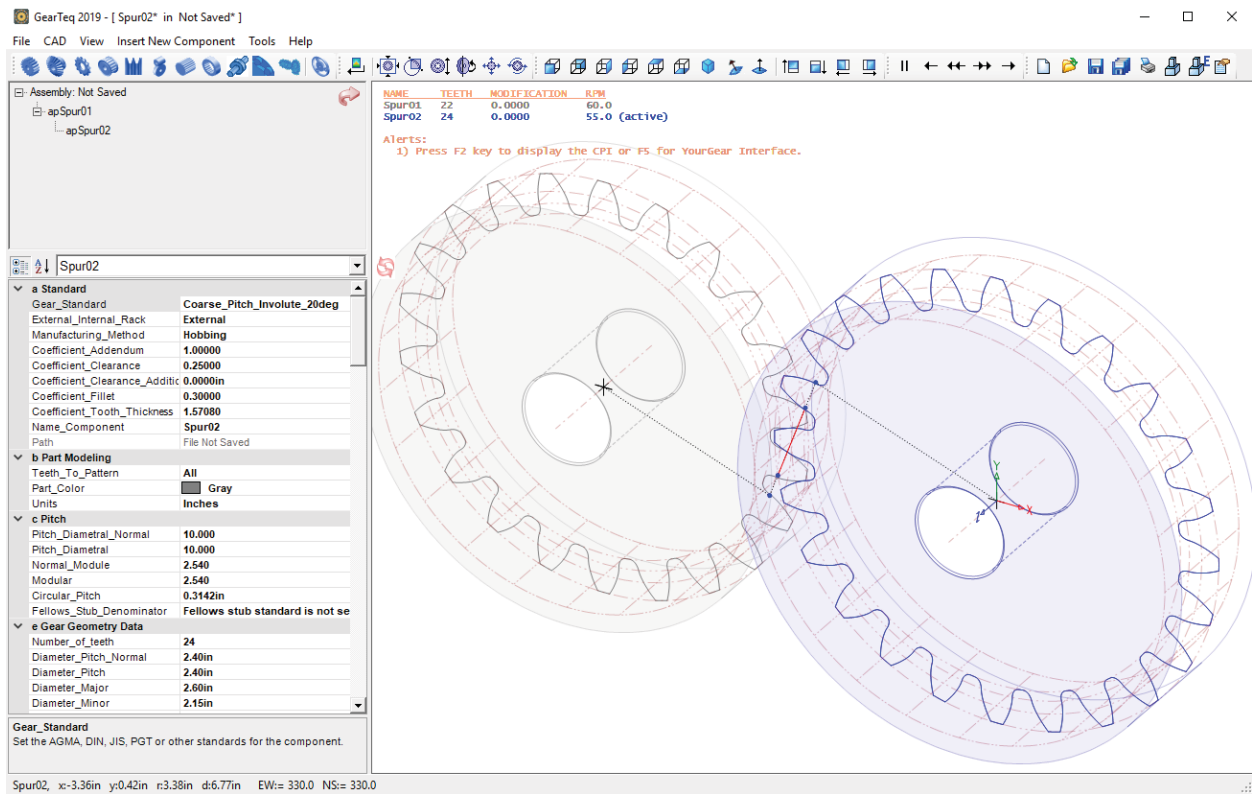 GearTeq 2019 - [ Spur02* in Not Saved* ]
File CAD View Insert New Component Tools Help
Assembly: Not Saved
apSpur01
apSpur02
NAME TEETH MODIFICATION RPM
Spur01 22 0.0000 60.0
Spur02 24 0.0000 55.0 (active)
Alerts:
1) Press F2 key to display the CPI or F5 for YourGear Interface.
Spur02
a Standard
Gear_Standard Coarse_Pitch_Involute_20deg
External_Internal_Rack External
Manufacturing_Method Hobbing
Coefficient_Addendum 1.00000
Coefficient_Clearance 0.25000
Coefficient_Clearance_Additic 0.0000in
Coefficient_Fillet 0.30000
Coefficient_Tooth_Thickness 1.57080
Name_Component Spur02
Path File Not Saved
b Part Modeling
Teeth_To_Pattern All
Part_Color Gray
Units Inches
c Pitch
Pitch_Diametral_Normal 10.000
Pitch_Diametral 10.000
Normal_Module 2.540
Modular 2.540
Circular_Pitch 0.3142in
Fellows_Stub_Denominator Fellows stub standard is not se
e Gear Geometry Data
Number_of_teeth 24
Diameter_Pitch_Normal 2.40in
Diameter_Pitch 2.40in
Diameter_Major 2.60in
Diameter_Minor 2.15in
Y
X
Z
Gear_Standard
Set the AGMA, DIN, JIS, PGT or other standards for the component.
Spur02, x:-3.36in y:0.42in r:3.38in d:6.77in EW:= 330.0 NS:= 330.0